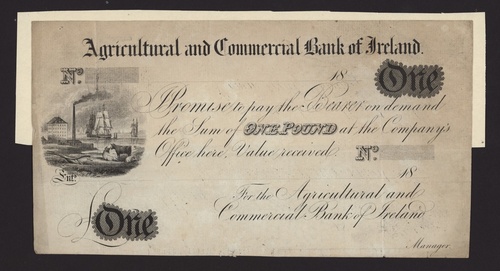 Agricultural and Commercial Bank of Ireland.
No.
18
One
I Promise to pay the Bearer on demand
the Sum of ONE POUND at the Company's
Office here, Value received
No.
Entd.
18
For the Agricultural and
Commercial Bank of Ireland
£One
Manager.